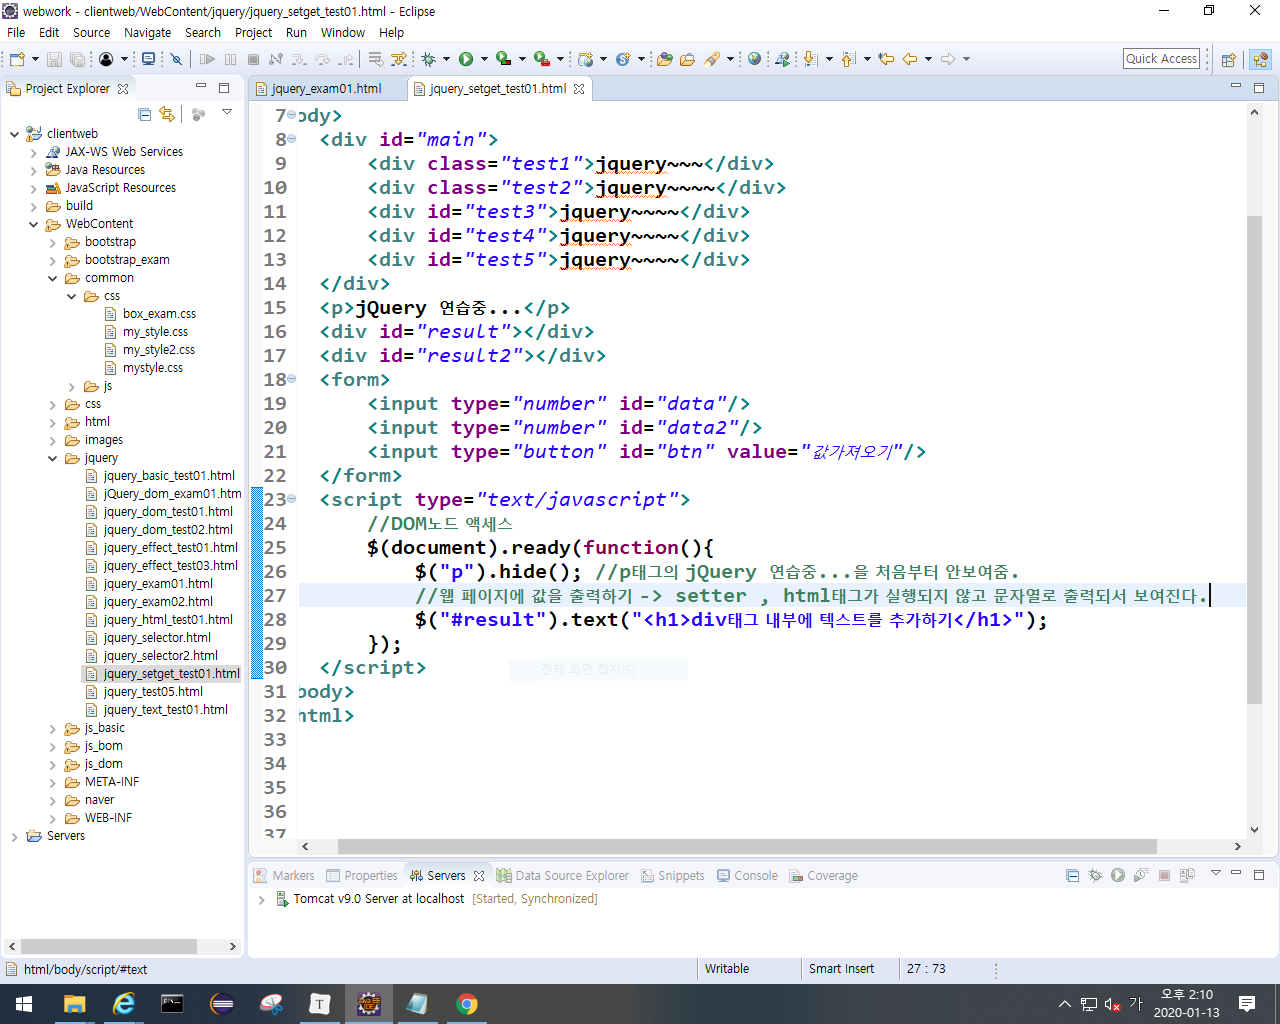 webwork - clientweb/WebContent/jquery/jquery_setget_test01.html - Eclipse
File Edit Source Navigate Search Project Run Window Help
Quick Access
Project Explorer
jquery_exam01.html
jquery_setget_test01.html
clientweb
JAX-WS Web Services
Java Resources
JavaScript Resources
build
WebContent
bootstrap
bootstrap_exam
common
css
box_exam.css
my_style.css
my_style2.css
mystyle.css
js
css
html
images
jquery
jquery_basic_test01.html
jQuery_dom_exam01.htm
jquery_dom_test01.html
jquery_dom_test02.html
jquery_effect_test01.html
jquery_effect_test03.html
jquery_exam01.html
jquery_exam02.html
jquery_html_test01.html
jquery_selector.html
jquery_selector2.html
jquery_setget_test01.html
jquery_test05.html
jquery_text_test01.html
js_basic
js_bom
js_dom
META-INF
naver
WEB-INF
Servers
7 ody>
8 <div id="main">
9 <div class="test1">jquery~~~</div>
10 <div class="test2">jquery~~~~</div>
11 <div id="test3">jquery~~~~</div>
12 <div id="test4">jquery~~~~</div>
13 <div id="test5">jquery~~~~</div>
14 </div>
15 <p>jQuery 연습중...</p>
16 <div id="result"></div>
17 <div id="result2"></div>
18 <form>
19 <input type="number" id="data"/>
20 <input type="number" id="data2"/>
21 <input type="button" id="btn" value="값가져오기"/>
22 </form>
23 <script type="text/javascript">
24 //DOM노드 액세스
25 $(document).ready(function(){
26 $("p").hide(); //p태그의 jQuery 연습중...을 처음부터 안보여줌.
27 //웹 페이지에 값을 출력하기 -> setter , html태그가 실행되지 않고 문자열로 출력되서 보여진다.
28 $("#result").text("<h1>div태그 내부에 텍스트를 추가하기</h1>");
29 });
30 </script>
전체 화면 캡쳐(S)
31 body>
32 html>
33
34
35
36
37
Markers Properties Servers Data Source Explorer Snippets Console Coverage
Tomcat v9.0 Server at localhost [Started, Synchronized]
html/body/script/#text
Writable
Smart Insert
27 : 73
가
오후 2:10
2020-01-13